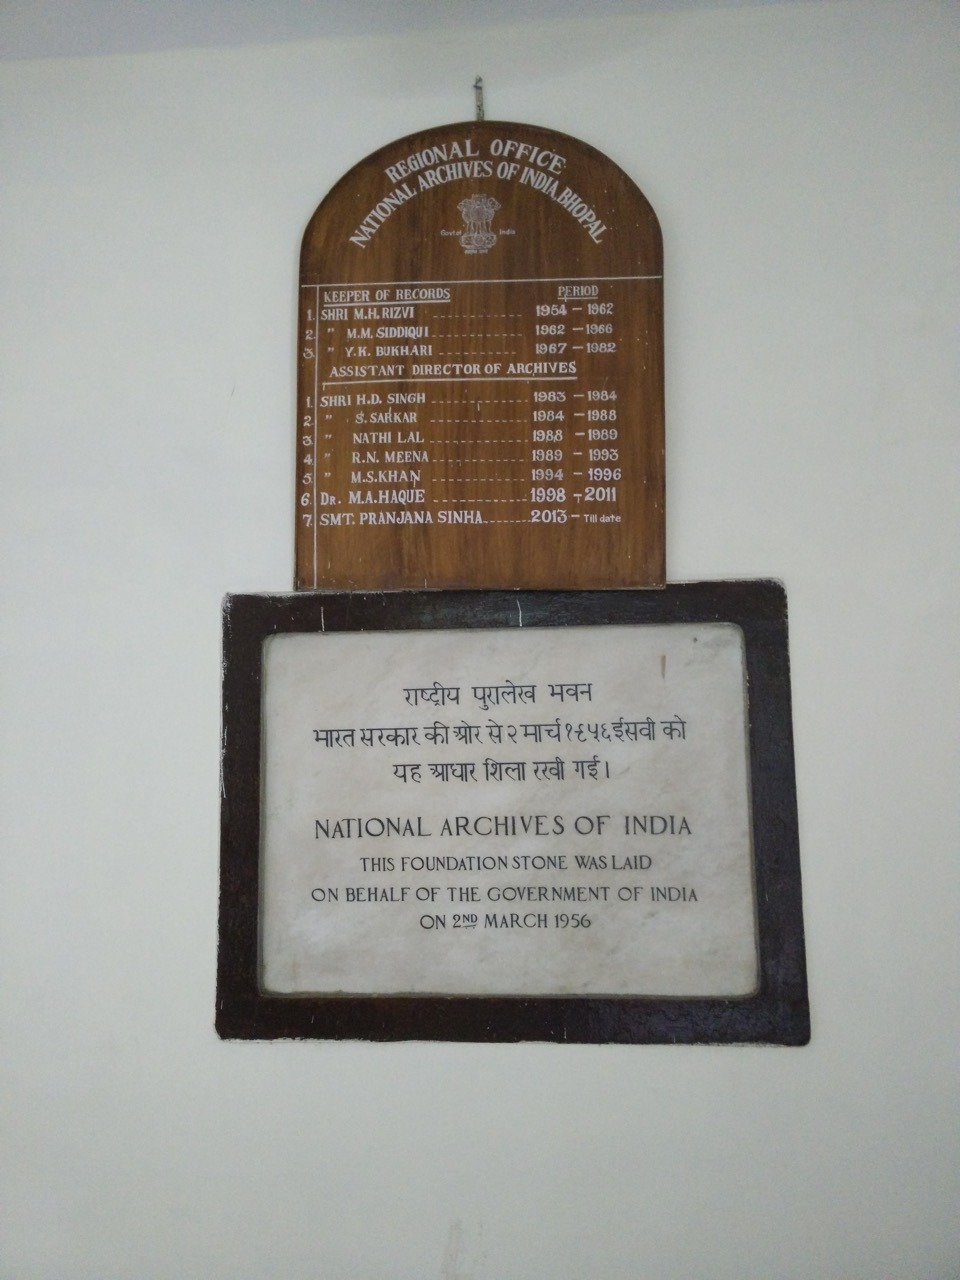 REGIONAL OFFICE
NATIONAL ARCHIVES OF INDIA, BHOPAL
Govt of India
KEEPER OF RECORDS PERIOD
1. SHRI M.H. RIZVI 1954 - 1962
2. " M.M. SIDDIQUI 1962 - 1966
3. " Y.K. BUKHARI 1967 - 1982
ASSISTANT DIRECTOR OF ARCHIVES
1. SHRI H.D. SINGH 1983 - 1984
2. " S. SARKAR 1984 - 1988
3. " NATHI LAL 1988 - 1989
4. " R.N. MEENA 1989 - 1993
5. " M.S. KHAN 1994 - 1996
6. DR. M.A. HAQUE 1998 - 2011
7. SMT. PRANJANA SINHA 2013 - Till date
राष्ट्रीय पुरालेख भवन
भारत सरकार की ओर से २ मार्च १९५६ ईसवी को
यह आधार शिला रखी गई।
NATIONAL ARCHIVES OF INDIA
THIS FOUNDATION STONE WAS LAID
ON BEHALF OF THE GOVERNMENT OF INDIA
ON 2ND MARCH 1956